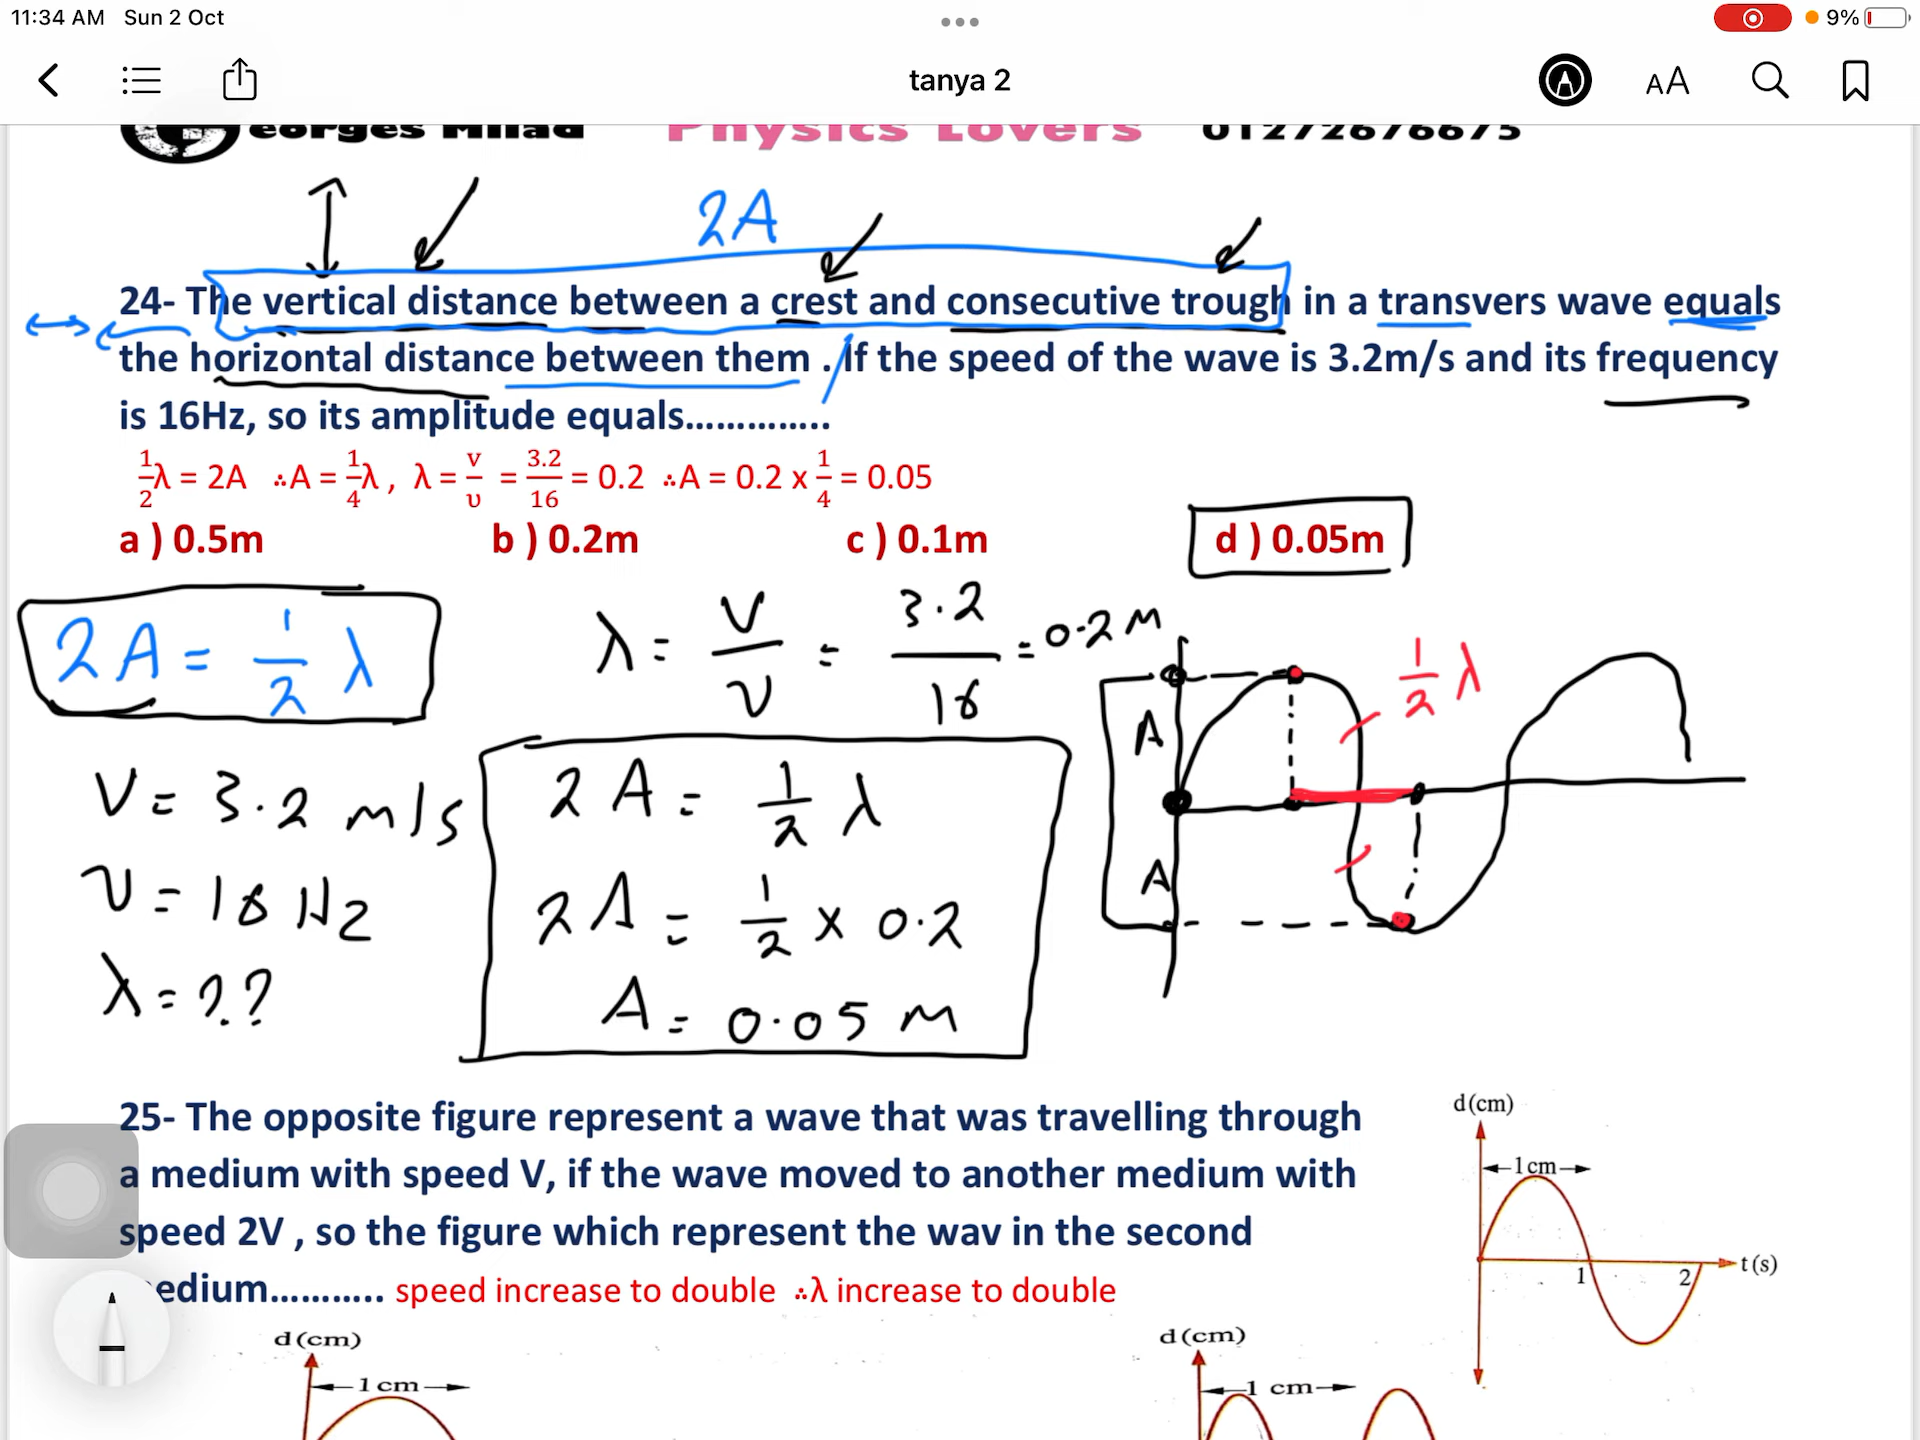 11:34 AM Sun 2 Oct
9%
tanya 2
AA
eorges Milad Physics Lovers 01272676675
2A
24- The vertical distance between a crest and consecutive trough in a transvers wave equals
the horizontal distance between them . If the speed of the wave is 3.2m/s and its frequency
is 16Hz, so its amplitude equals..............
1/2 λ = 2A ∴A = 1/4 λ , λ = v/υ = 3.2/16 = 0.2 ∴A = 0.2 x 1/4 = 0.05
a ) 0.5m b ) 0.2m c ) 0.1m d ) 0.05m
2A = 1/2 λ
λ = V/ν = 3.2/16 = 0.2 M
1/2 λ
A
A
V = 3.2 m/s
ν = 16 Hz
λ = ??
2A = 1/2 λ
2A = 1/2 x 0.2
A = 0.05 M
25- The opposite figure represent a wave that was travelling through
a medium with speed V, if the wave moved to another medium with
speed 2V , so the figure which represent the wav in the second
edium........... speed increase to double ∴λ increase to double
d(cm)
1cm
t(s)
1
2
d(cm)
1 cm
d(cm)
1 cm